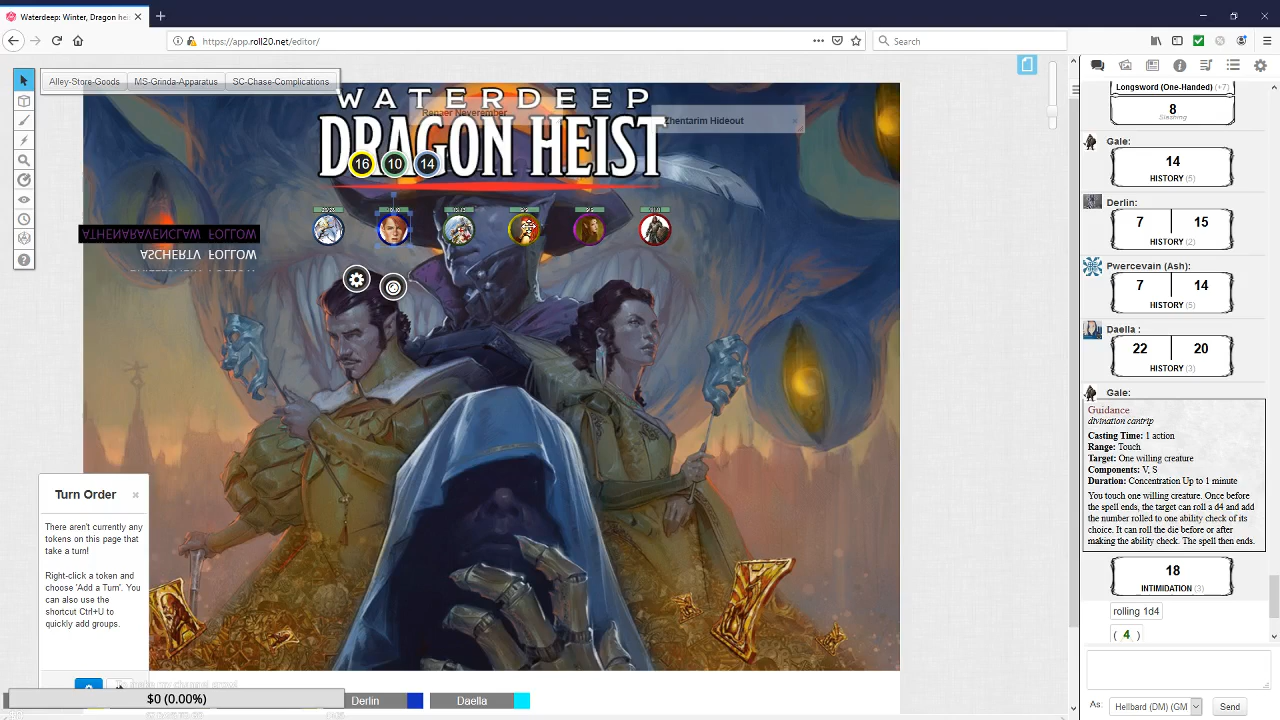 Waterdeep: Winter, Dragon hei
https://app.roll20.net/editor/
Search
Alley-Store-Goods
MS-Grinda-Apparatus
SC-Chase-Complications
WATERDEEP
DRAGON HEIST
Renaer Neverember
Zhentarim Hideout
16
10
14
ATHENARAVENCLAW FOLLOW
ASCHERTV FOLLOW
Turn Order
There aren't currently any
tokens on this page that
take a turn!
Right-click a token and
choose 'Add a Turn'. You
can also use the
shortcut Ctrl+U to
quickly add groups.
$0 (0.00%)
Derlin
Daella
Longsword (One-Handed) (+7)
8
Slashing
Gale:
14
HISTORY (5)
Derlin:
7 15
HISTORY (2)
Pwercevain (Ash):
7 14
HISTORY (5)
Daella :
22 20
HISTORY (3)
Gale:
Guidance
divination cantrip
Casting Time: 1 action
Range: Touch
Target: One willing creature
Components: V, S
Duration: Concentration Up to 1 minute
You touch one willing creature. Once before
the spell ends, the target can roll a d4 and add
the number rolled to one ability check of its
choice. It can roll the die before or after
making the ability check. The spell then ends.
18
INTIMIDATION (3)
rolling 1d4
( 4 )
As: Hellbard (DM) (GM
Send